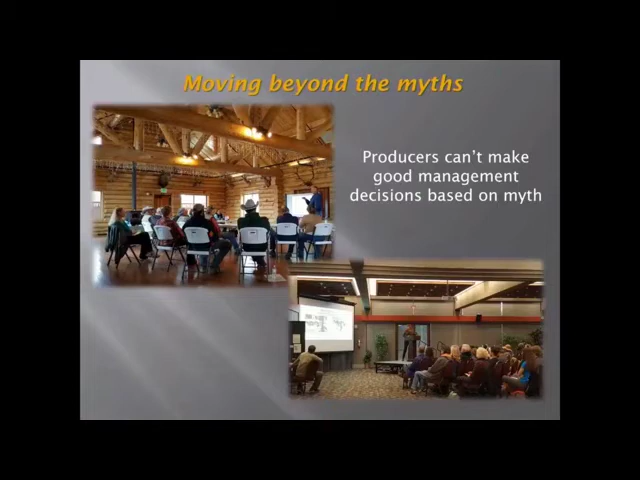 Moving beyond the myths
Producers can't make
good management
decisions based on myth